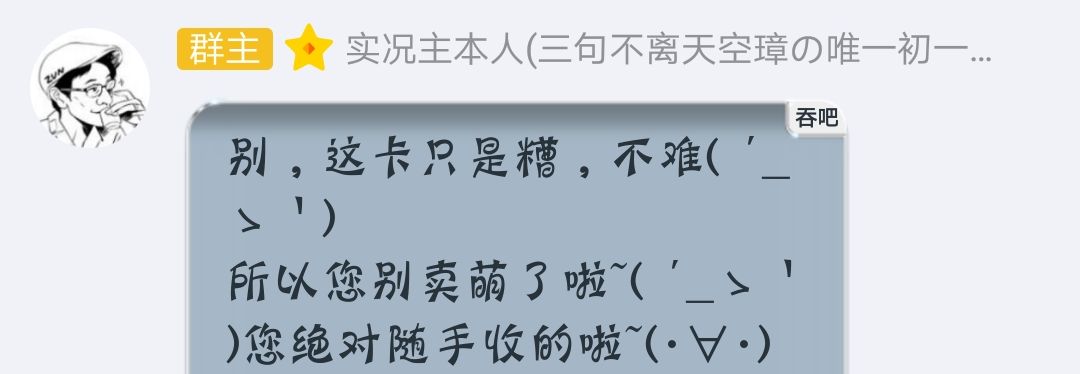 群主 实况主本人(三句不离天空璋の唯一初一...
ZUN
吞吧
别，这卡只是糟，不难( ´_
ゝ＇)
所以您别卖萌了啦~( ´_ゝ＇
)您绝对随手收的啦~(·∀·)